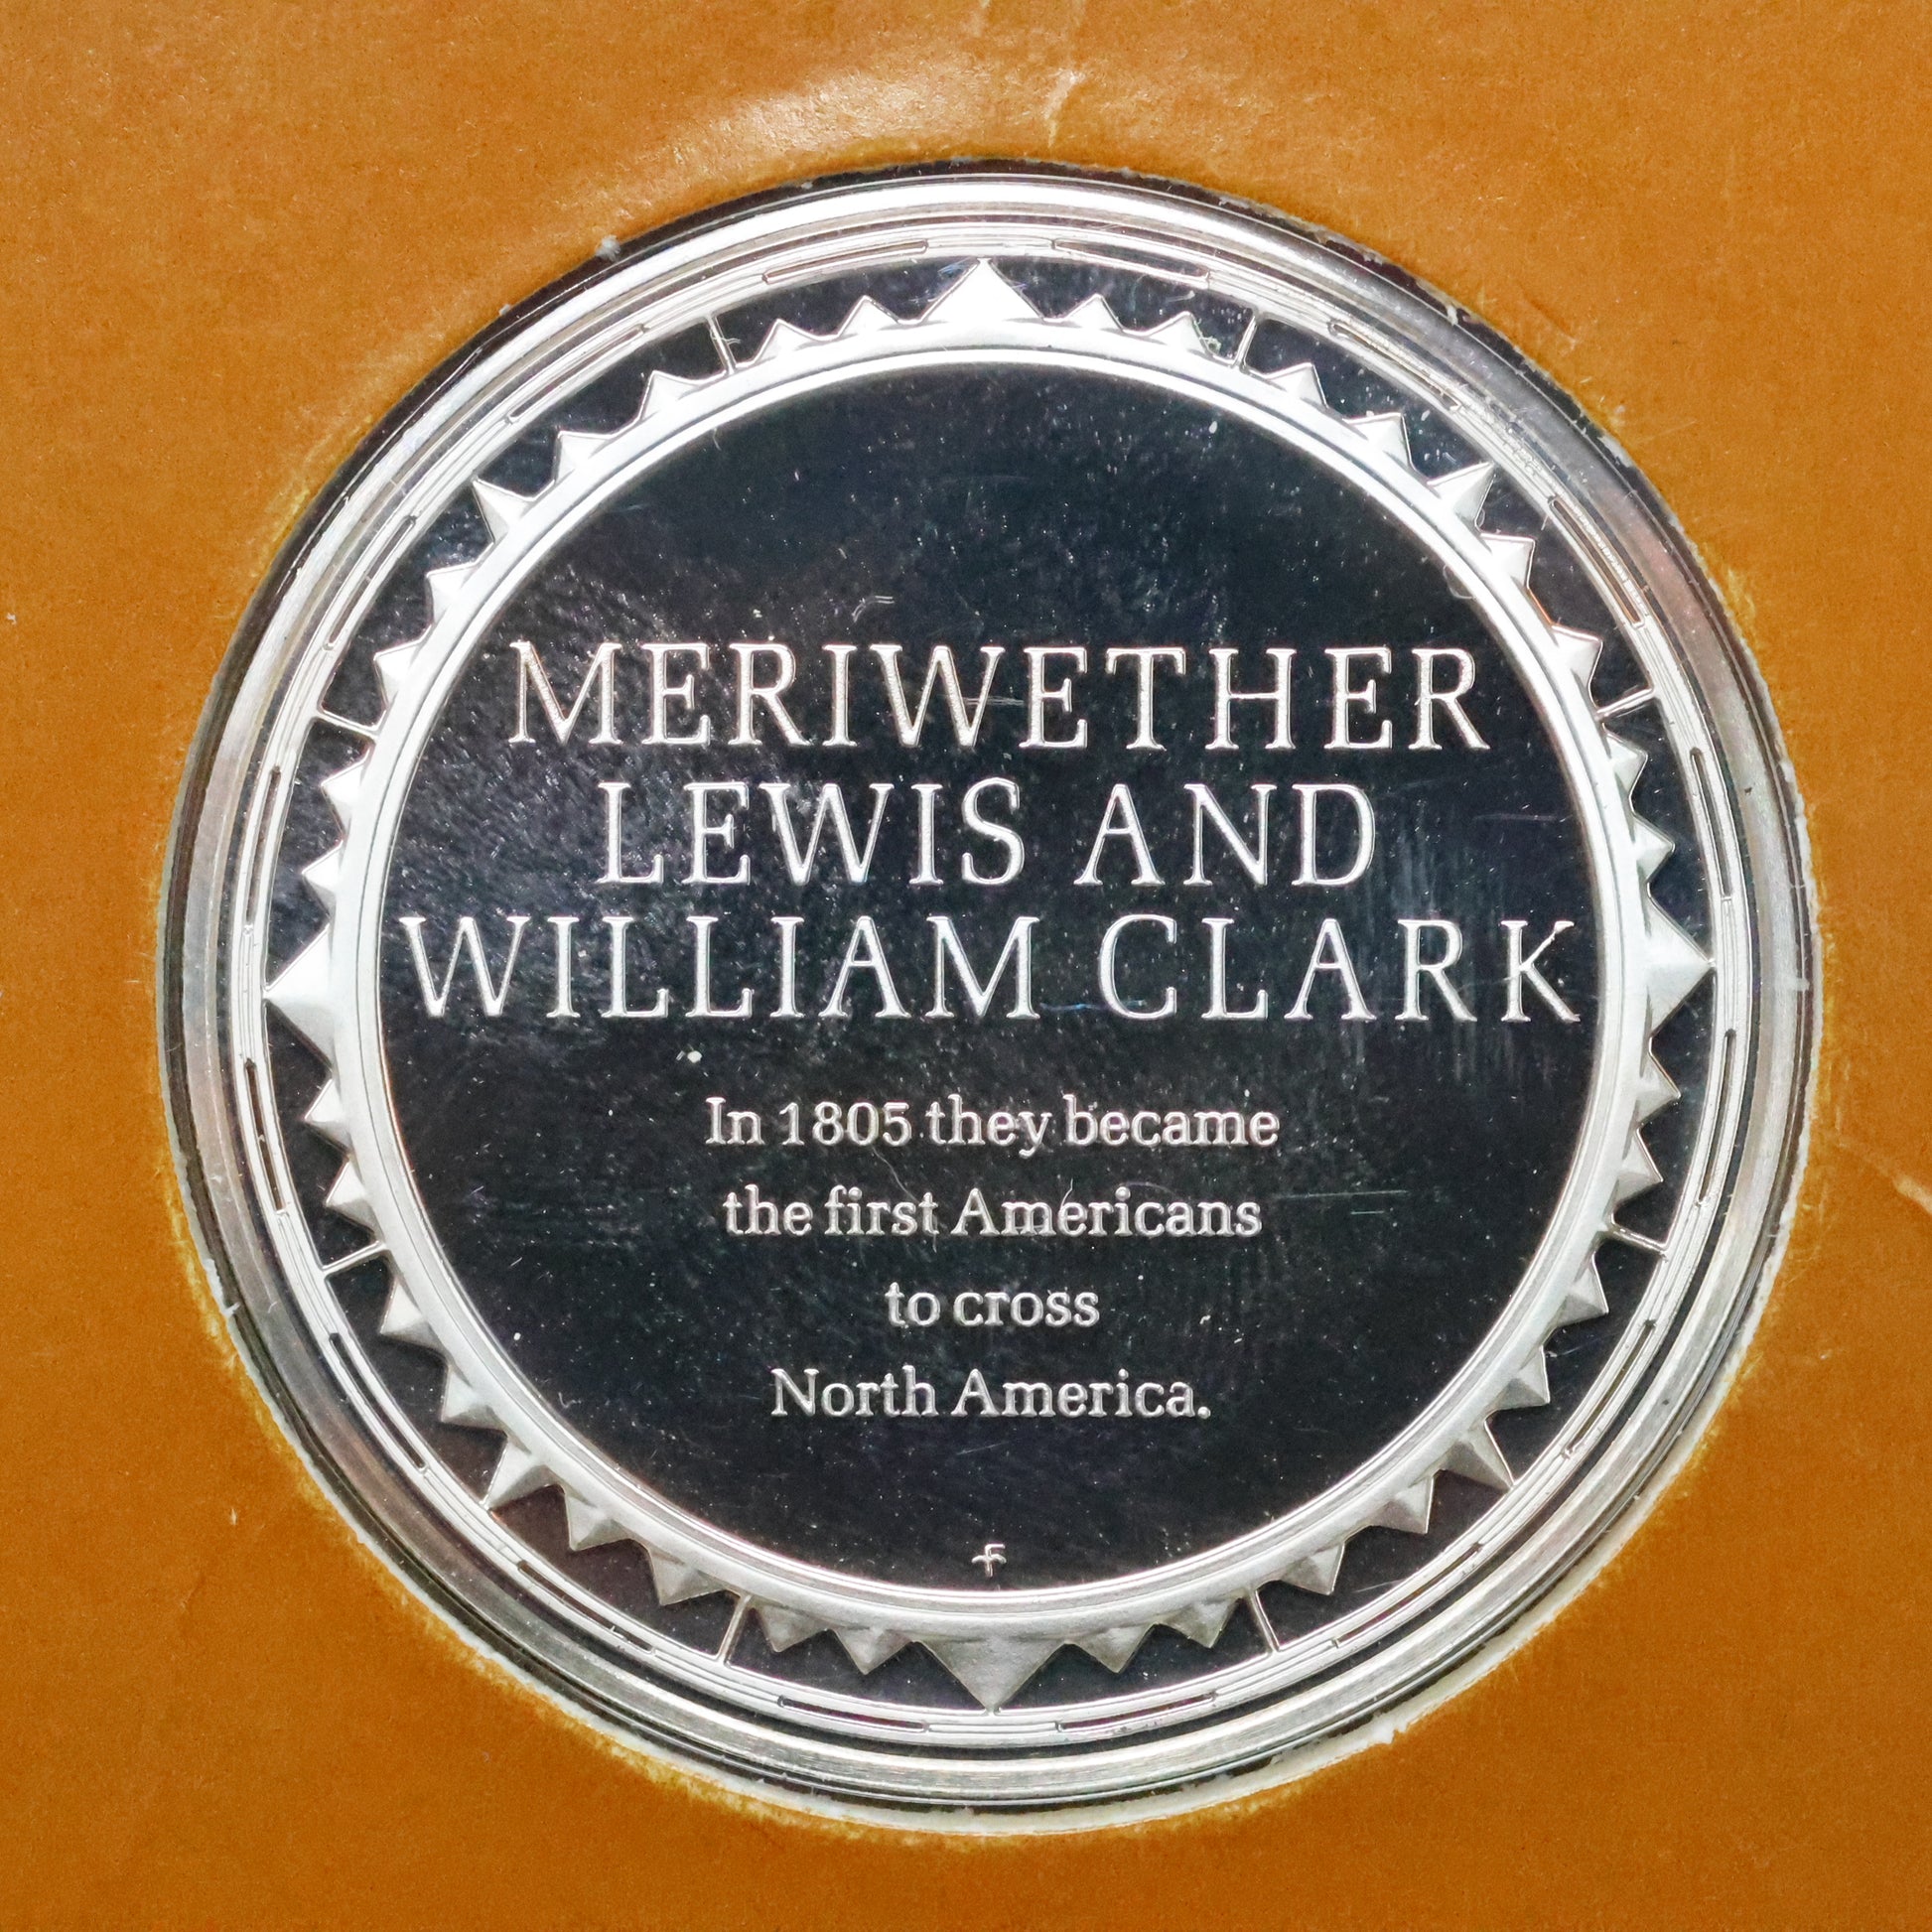 MERIWETHER
LEWIS AND
WILLIAM CLARK
In 1805 they became
the first Americans
to cross
North America.